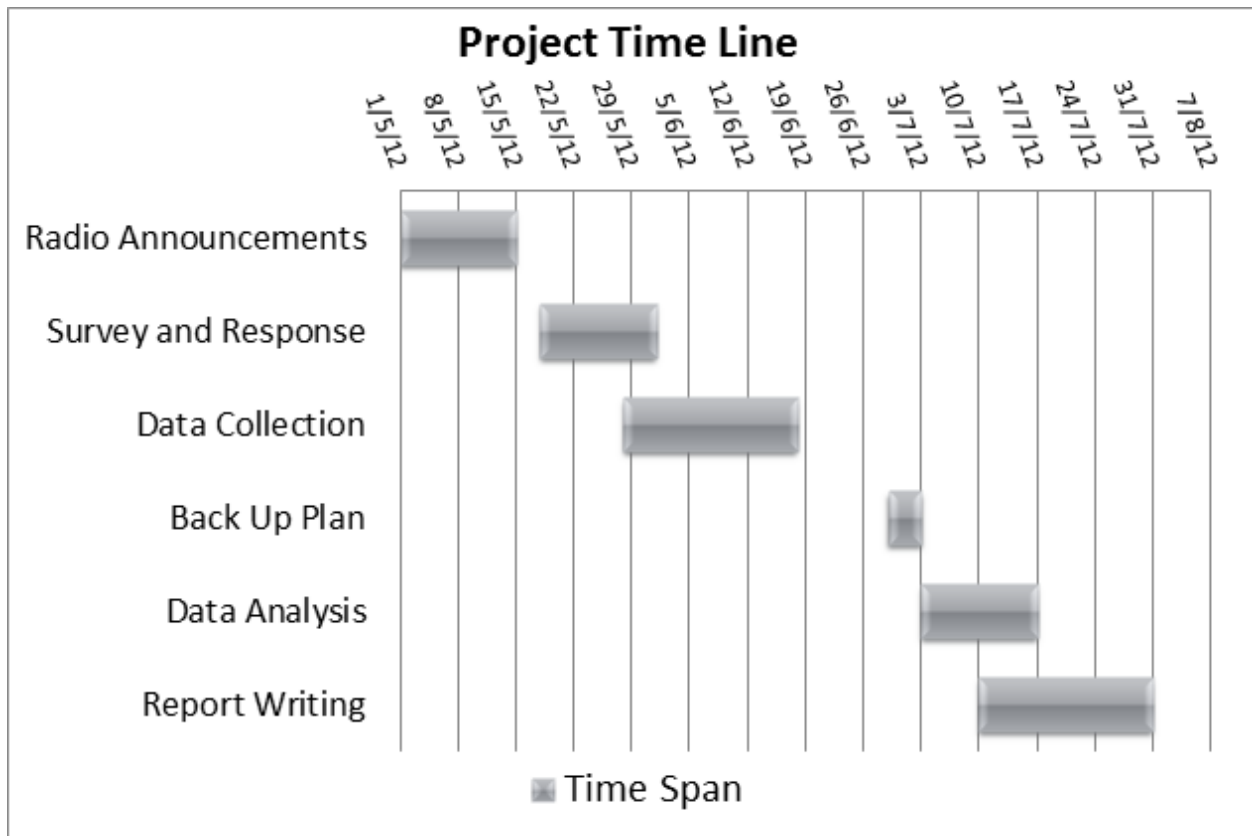 Project Time Line
1/5/12
8/5/12
15/5/12
22/5/12
29/5/12
5/6/12
12/6/12
19/6/12
26/6/12
3/7/12
10/7/12
17/7/12
24/7/12
31/7/12
7/8/12
Radio Announcements
Survey and Response
Data Collection
Back Up Plan
Data Analysis
Report Writing
Time Span